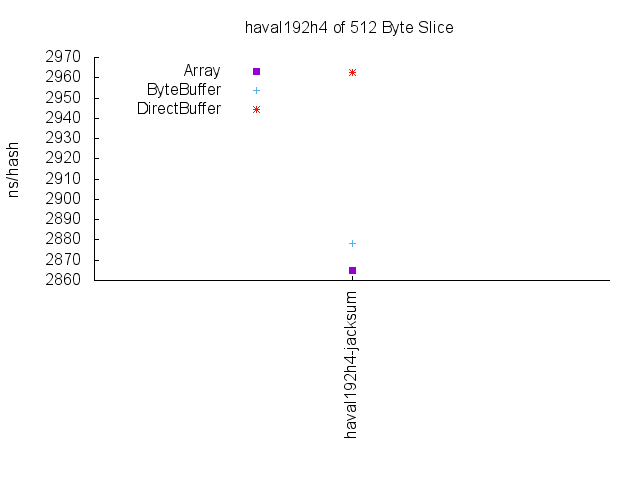 haval192h4 of 512 Byte Slice
2970
2960
2950
2940
2930
2920
2910
2900
2890
2880
2870
2860
ns/hash
Array
ByteBuffer
DirectBuffer
haval192h4-jacksum